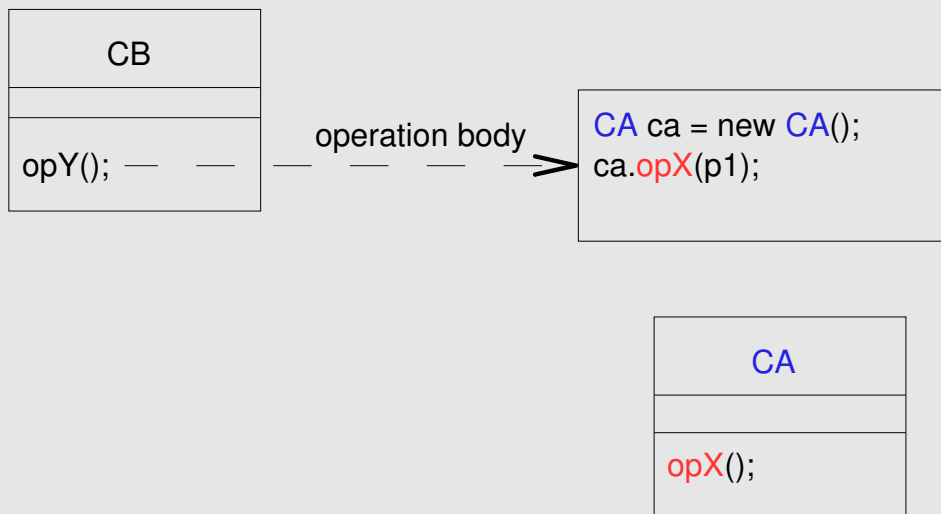 CB
opY();
operation body
CA ca = new CA();
ca.opX(p1);
CA
opX();